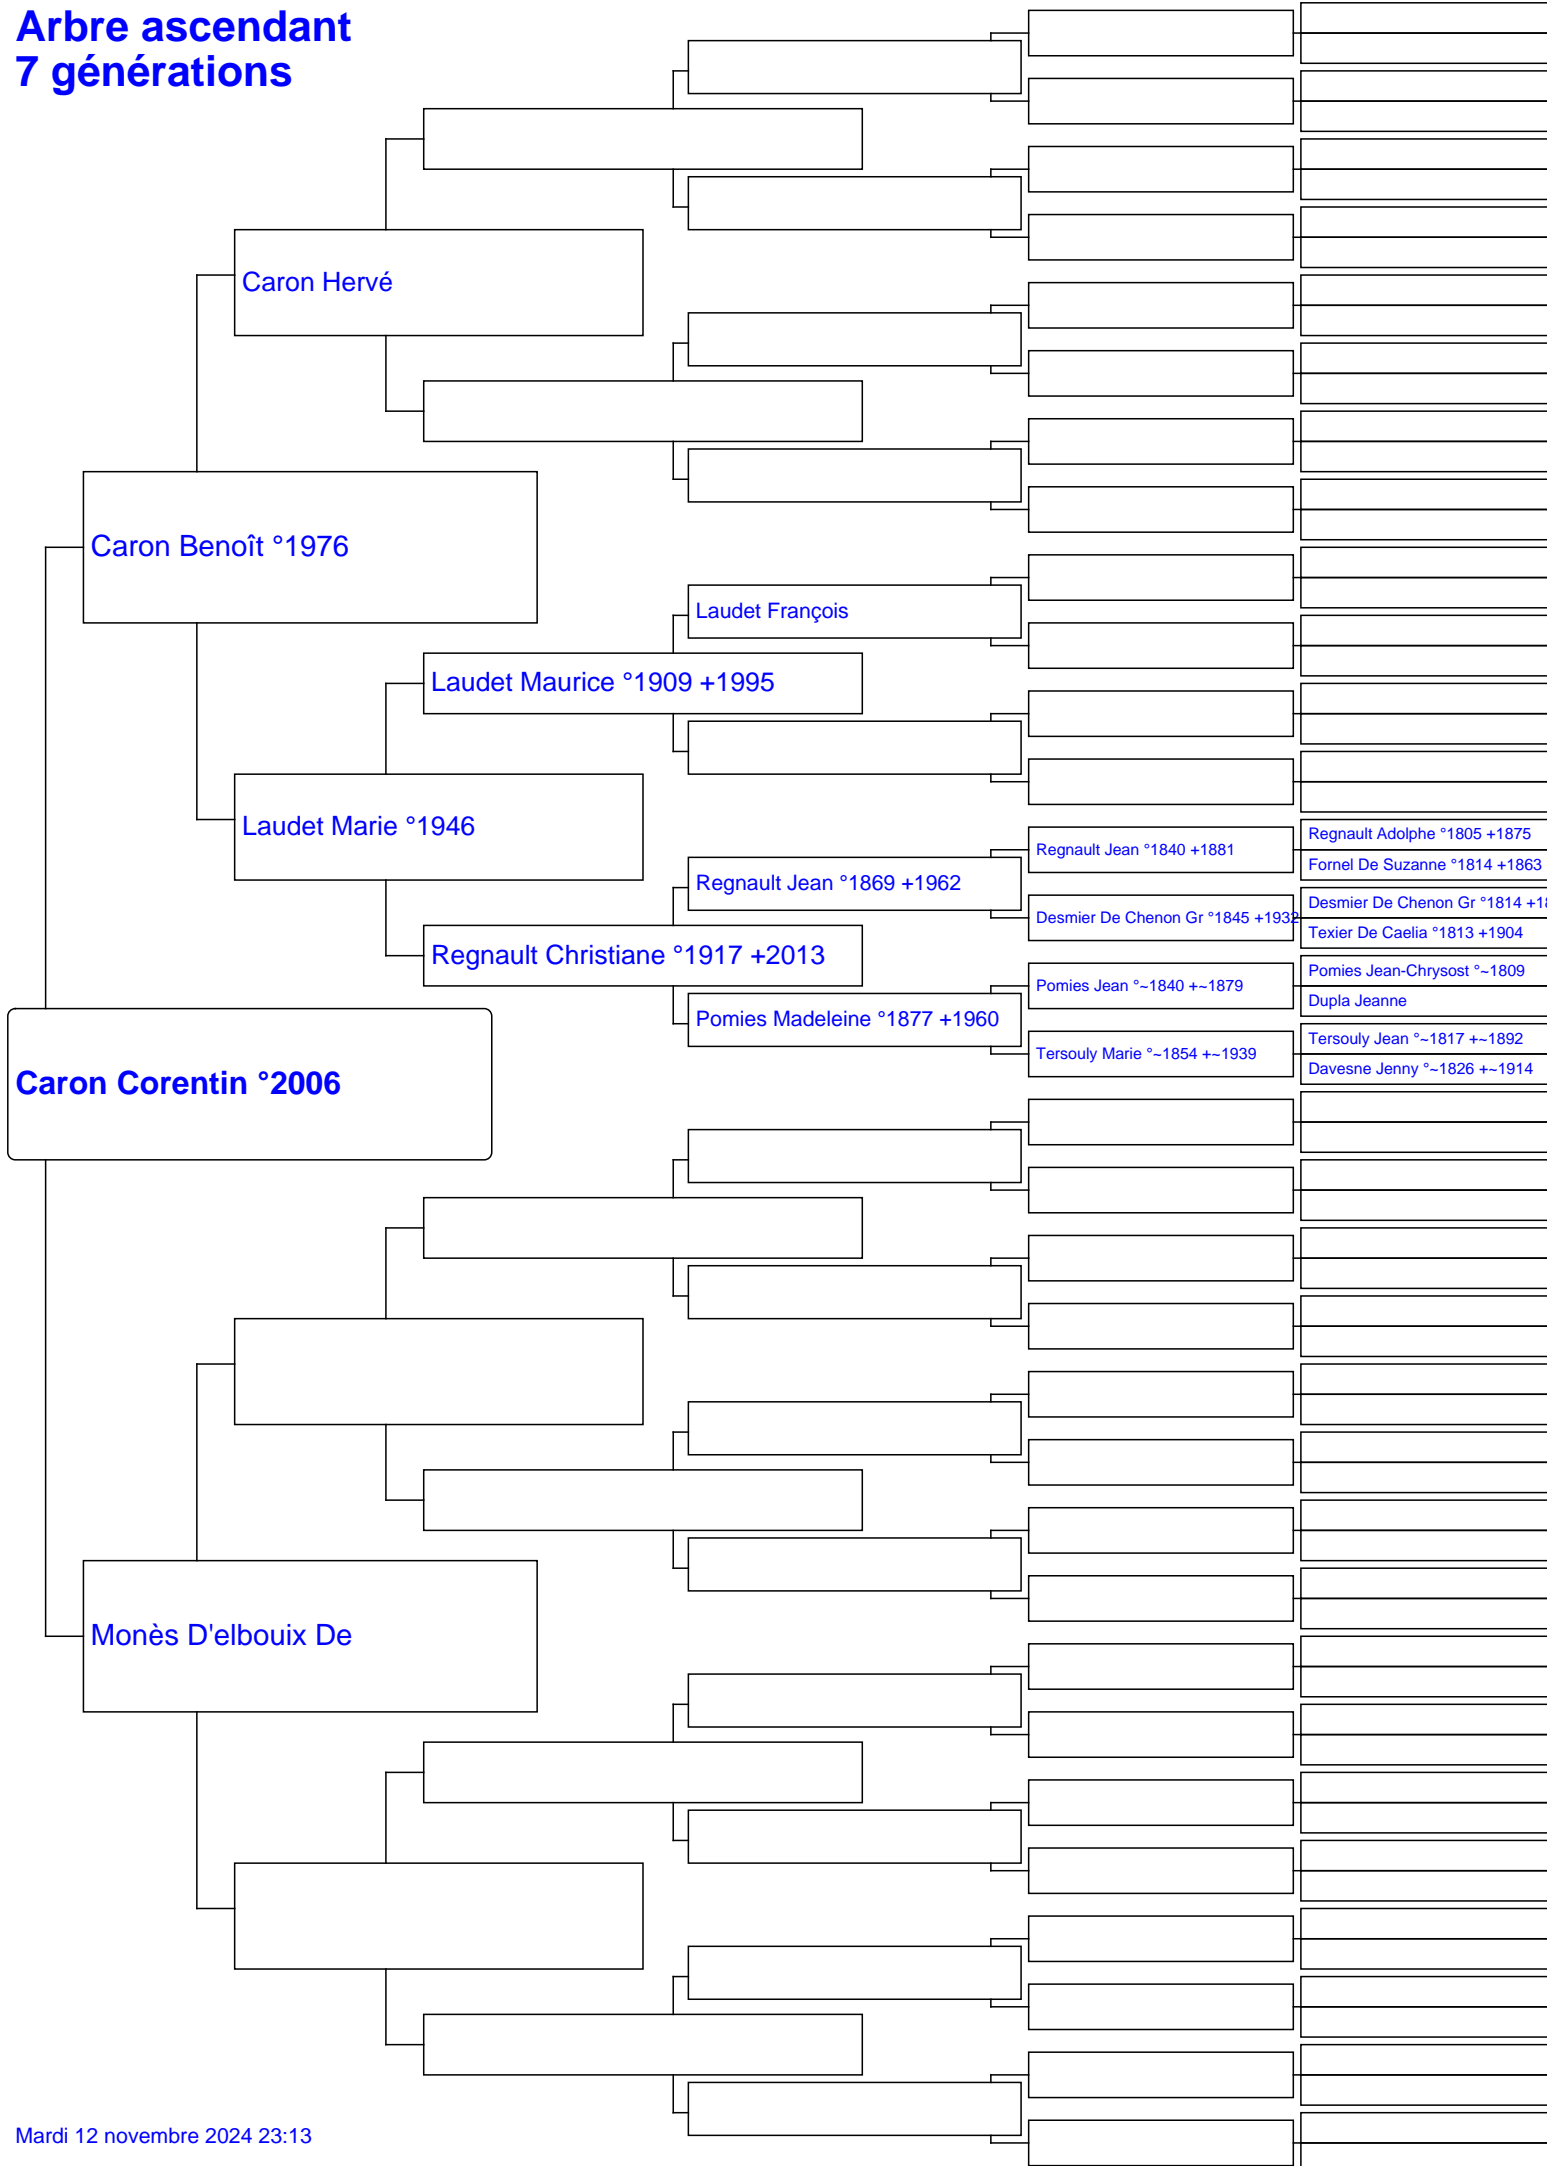 Arbre ascendant
7 générations
Caron Hervé
Caron Benoît °1976
Laudet François
Laudet Maurice °1909 +1995
Laudet Marie °1946
Regnault Adolphe °1805 +1875
Regnault Jean °1840 +1881
Fornel De Suzanne °1814 +1863
Regnault Jean °1869 +1962
Desmier De Chenon Gr °1814 +18
Desmier De Chenon Gr °1845 +1932
Texier De Caelia °1813 +1904
Regnault Christiane °1917 +2013
Pomies Jean-Chrysost °~1809
Pomies Jean °~1840 +~1879
Dupla Jeanne
Pomies Madeleine °1877 +1960
Tersouly Jean °~1817 +~1892
Tersouly Marie °~1854 +~1939
Davesne Jenny °~1826 +~1914
Caron Corentin °2006
Monès D'elbouix De
Mardi 12 novembre 2024 23:13